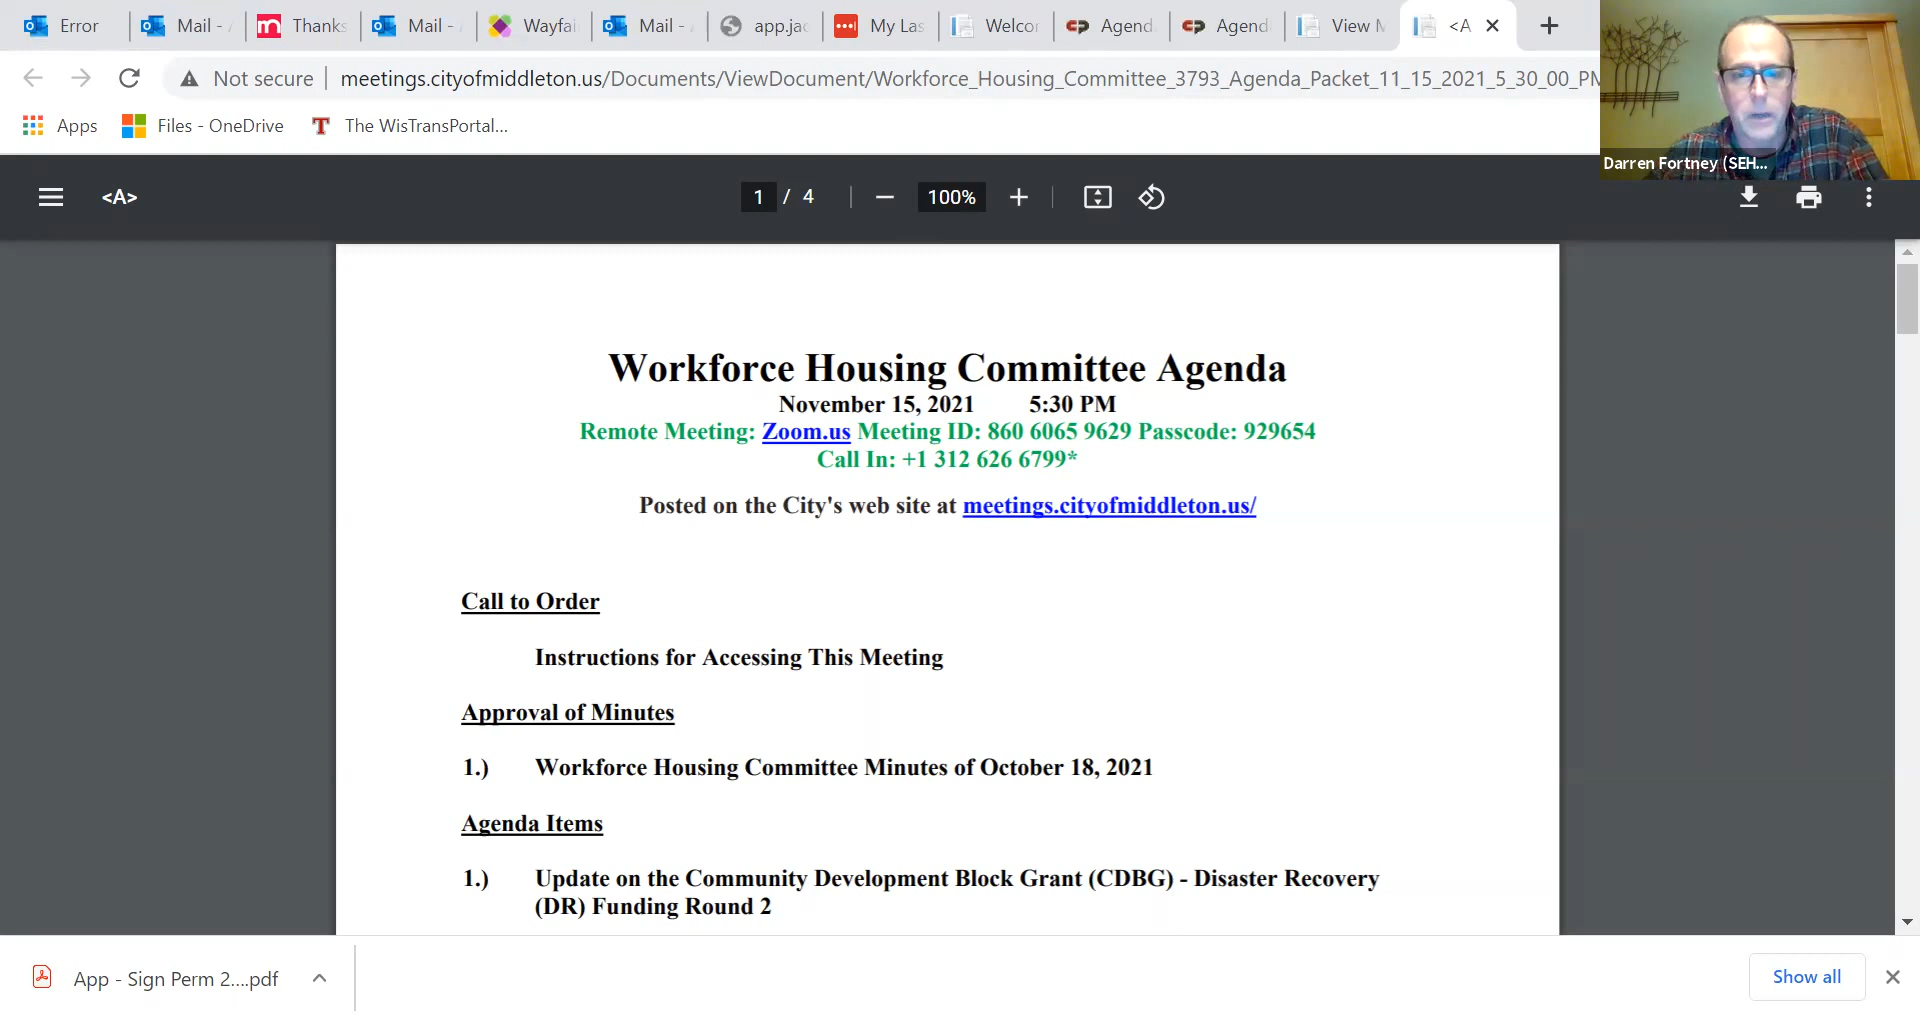 Error
Mail -
Thanks
Mail -
Wayfai
Mail -
app.jac
My Las
Welcor
Agend
Agend
View M
<A
Not secure
meetings.cityofmiddleton.us/Documents/ViewDocument/Workforce_Housing_Committee_3793_Agenda_Packet_11_15_2021_5_30_00_PM
Apps
Files - OneDrive
The WisTransPortal...
Darren Fortney (SEH...
<A>
1 / 4
100%
Workforce Housing Committee Agenda
November 15, 2021 5:30 PM
Remote Meeting: Zoom.us Meeting ID: 860 6065 9629 Passcode: 929654
Call In: +1 312 626 6799*
Posted on the City's web site at meetings.cityofmiddleton.us/
Call to Order
Instructions for Accessing This Meeting
Approval of Minutes
1.) Workforce Housing Committee Minutes of October 18, 2021
Agenda Items
1.) Update on the Community Development Block Grant (CDBG) - Disaster Recovery
(DR) Funding Round 2
App - Sign Perm 2....pdf
Show all